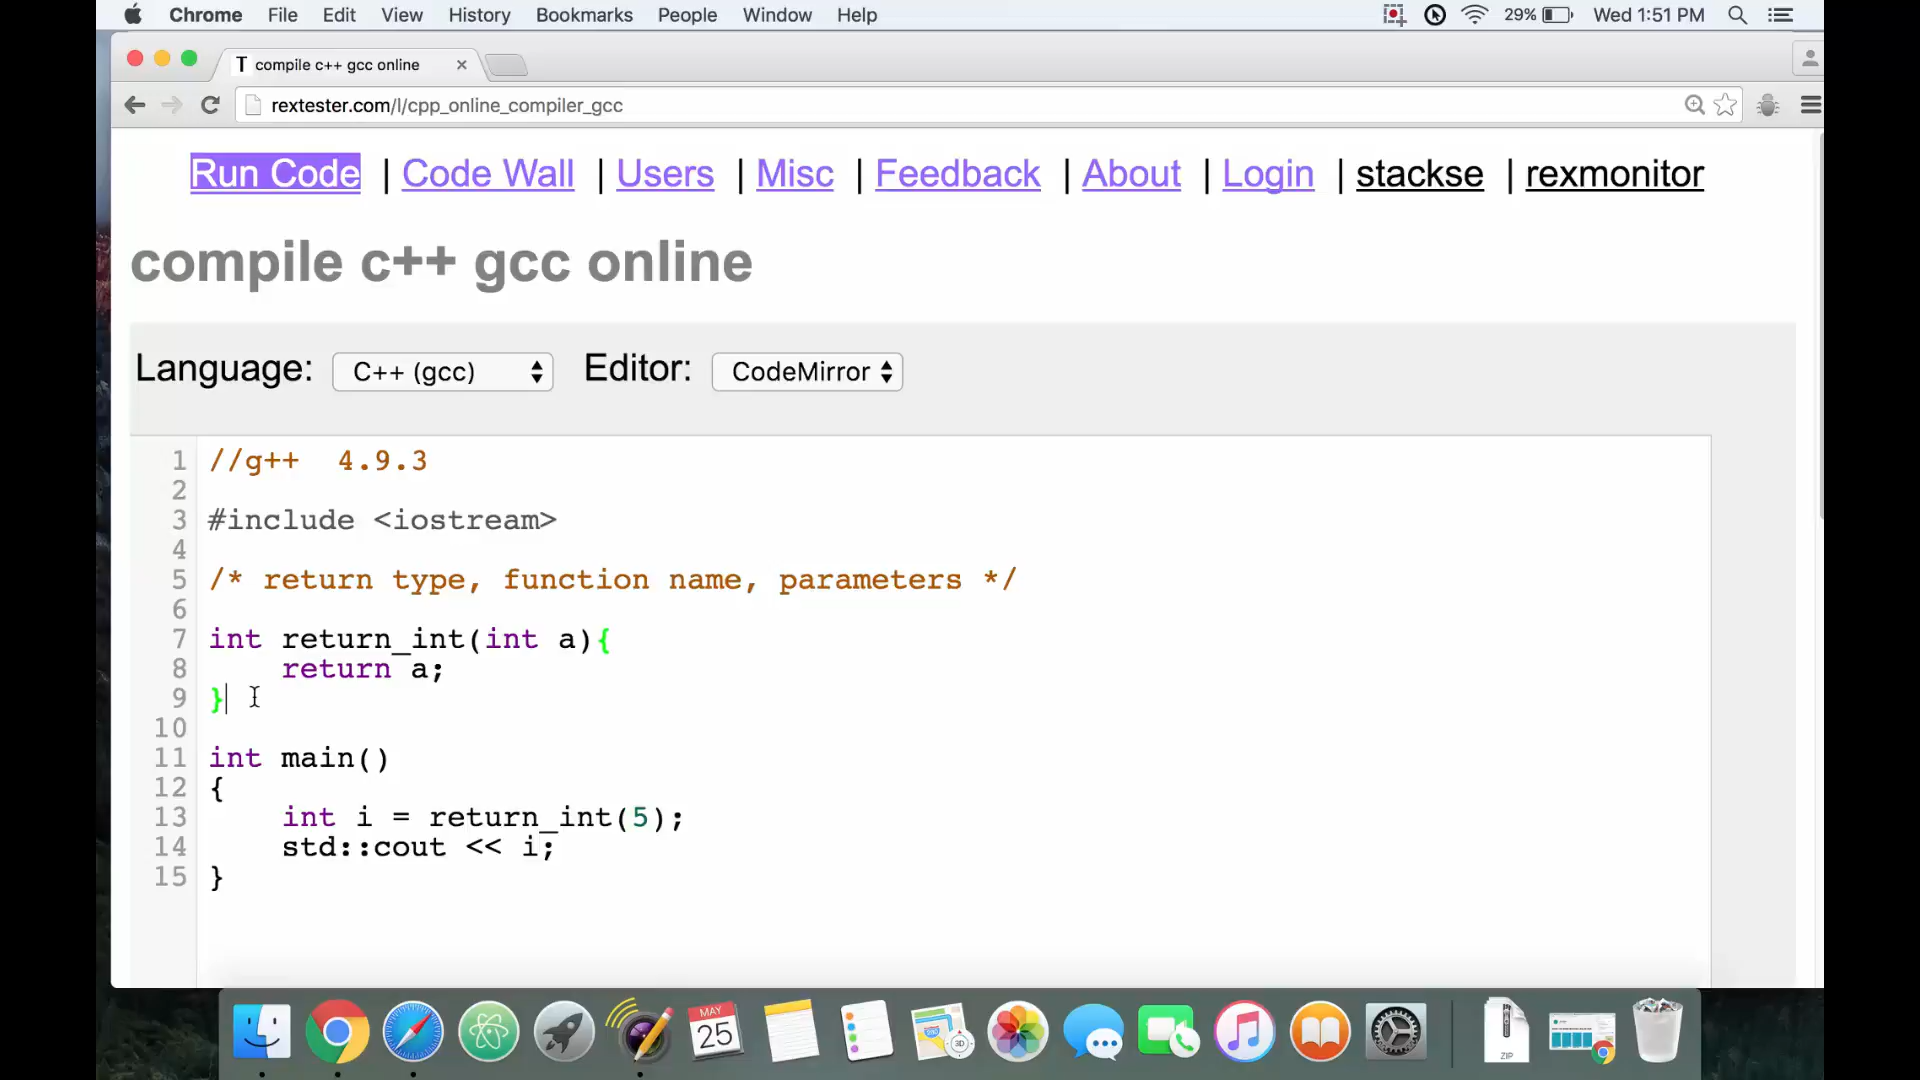 Chrome File Edit View History Bookmarks People Window Help 29% Wed 1:51 PM
T compile c++ gcc online
rextester.com/l/cpp_online_compiler_gcc
Run Code | Code Wall | Users | Misc | Feedback | About | Login | stackse | rexmonitor
compile c++ gcc online
Language: C++ (gcc) Editor: CodeMirror
1 //g++  4.9.3
2
3 #include <iostream>
4
5 /* return type, function name, parameters */
6
7 int return_int(int a){
8     return a;
9 }
10
11 int main()
12 {
13     int i = return_int(5);
14     std::cout << i;
15 }
MAY
25
3D
ZIP